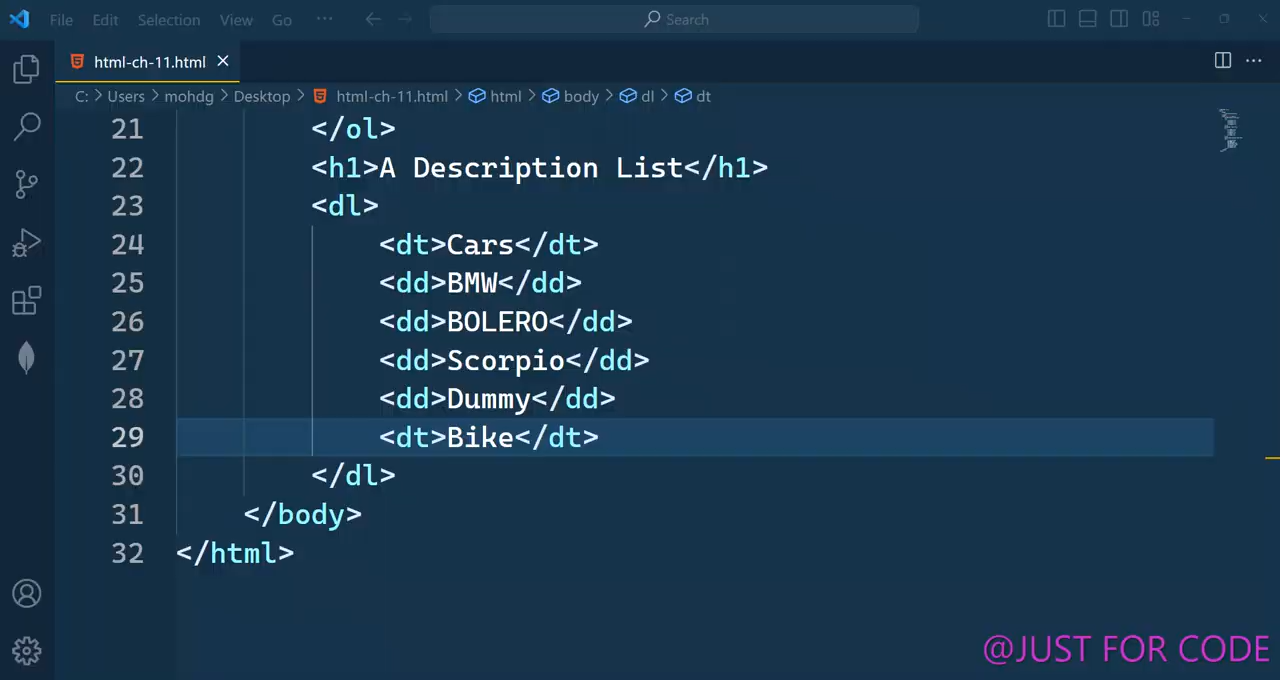 File Edit Selection View Go ··· Search
html-ch-11.html
C: > Users > mohdg > Desktop > html-ch-11.html > html > body > dl > dt
21 </ol>
22 <h1>A Description List</h1>
23 <dl>
24 <dt>Cars</dt>
25 <dd>BMW</dd>
26 <dd>BOLERO</dd>
27 <dd>Scorpio</dd>
28 <dd>Dummy</dd>
29 <dt>Bike</dt>
30 </dl>
31 </body>
32 </html>
@JUST FOR CODE